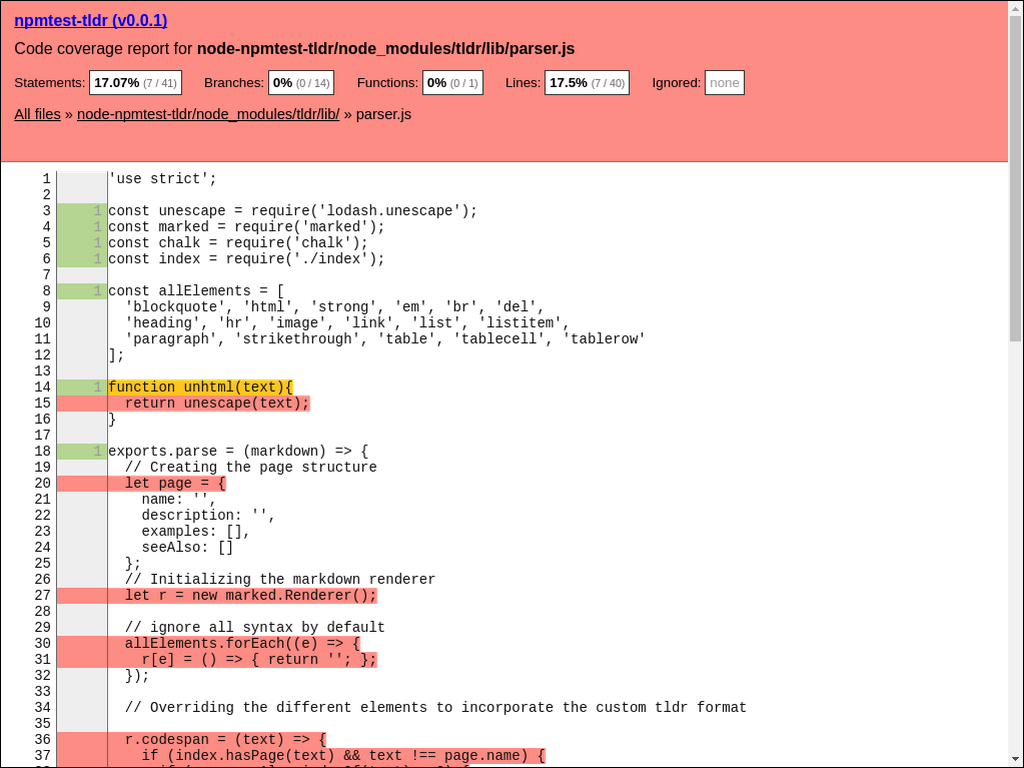 npmtest-tldr (v0.0.1)
Code coverage report for node-npmtest-tldr/node_modules/tldr/lib/parser.js
Statements: 17.07% (7 / 41) Branches: 0% (0 / 14) Functions: 0% (0 / 1) Lines: 17.5% (7 / 40) Ignored: none
All files » node-npmtest-tldr/node_modules/tldr/lib/ » parser.js
1 'use strict';
2
3 1 const unescape = require('lodash.unescape');
4 1 const marked = require('marked');
5 1 const chalk = require('chalk');
6 1 const index = require('./index');
7
8 1 const allElements = [
9 'blockquote', 'html', 'strong', 'em', 'br', 'del',
10 'heading', 'hr', 'image', 'link', 'list', 'listitem',
11 'paragraph', 'strikethrough', 'table', 'tablecell', 'tablerow'
12 ];
13
14 1 function unhtml(text){
15 return unescape(text);
16 }
17
18 1 exports.parse = (markdown) => {
19 // Creating the page structure
20 let page = {
21 name: '',
22 description: '',
23 examples: [],
24 seeAlso: []
25 };
26 // Initializing the markdown renderer
27 let r = new marked.Renderer();
28
29 // ignore all syntax by default
30 allElements.forEach((e) => {
31 r[e] = () => { return ''; };
32 });
33
34 // Overriding the different elements to incorporate the custom tldr format
35
36 r.codespan = (text) => {
37 if (index.hasPage(text) && text !== page.name) {